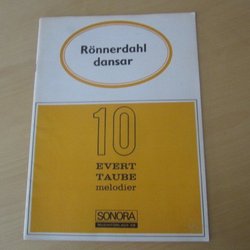 Rönnerdahl
dansar
10
EVERT
TAUBE
melodier
SONORA